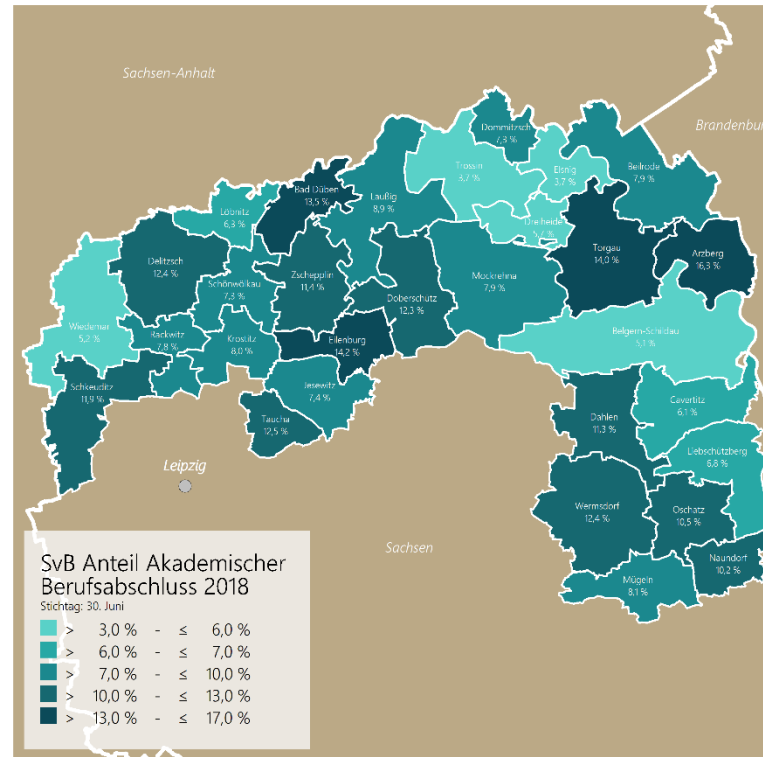 Sachsen-Anhalt
Brandenbur
Dommitzsch
7,3 %
Trossin
3,7 %
Elsnig
3,7 %
Beilrode
7,9 %
Bad Düben
13,5 %
Laußig
8,9 %
Löbnitz
6,3 %
Dreiheide
5,7 %
Torgau
14,0 %
Arzberg
16,3 %
Delitzsch
12,4 %
Zschepplin
11,4 %
Mockrehna
7,9 %
Schönwölkau
7,3 %
Doberschütz
12,3 %
Wiedemar
5,2 %
Rackwitz
7,8 %
Krostitz
8,0 %
Eilenburg
14,2 %
Belgern-Schildau
5,1 %
Schkeuditz
11,9 %
Jesewitz
7,4 %
Cavertitz
6,1 %
Taucha
12,5 %
Dahlen
11,3 %
Liebschützberg
6,8 %
Leipzig
Wermsdorf
12,4 %
Oschatz
10,5 %
Sachsen
Naundorf
10,2 %
Mügeln
8,1 %
SvB Anteil Akademischer
Berufsabschluss 2018
Stichtag: 30. Juni
> 3,0 % - ≤ 6,0 %
> 6,0 % - ≤ 7,0 %
> 7,0 % - ≤ 10,0 %
> 10,0 % - ≤ 13,0 %
> 13,0 % - ≤ 17,0 %